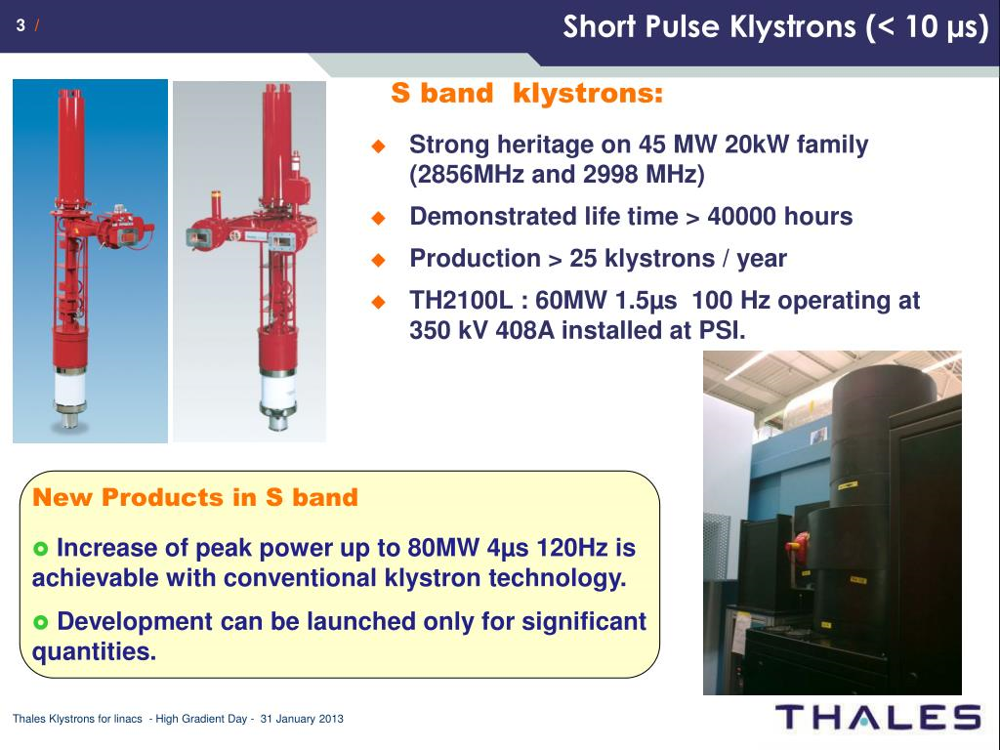 3 /
Short Pulse Klystrons (< 10 µs)
S band klystrons:
Strong heritage on 45 MW 20kW family
(2856MHz and 2998 MHz)
Demonstrated life time > 40000 hours
Production > 25 klystrons / year
TH2100L : 60MW 1.5µs 100 Hz operating at
350 kV 408A installed at PSI.
New Products in S band
Increase of peak power up to 80MW 4µs 120Hz is
achievable with conventional klystron technology.
Development can be launched only for significant
quantities.
Thales Klystrons for linacs - High Gradient Day - 31 January 2013
THALES